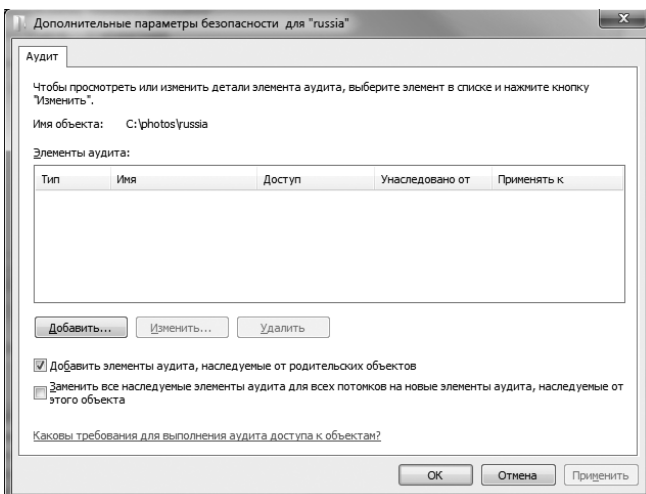 Дополнительные параметры безопасности для "russia"
Аудит
Чтобы просмотреть или изменить детали элемента аудита, выберите элемент в списке и нажмите кнопку
"Изменить".
Имя объекта: C:\photos\russia
Элементы аудита:
Тип Имя Доступ Унаследовано от Применять к
Добавить... Изменить... Удалить
Добавить элементы аудита, наследуемые от родительских объектов
Заменить все наследуемые элементы аудита для всех потомков на новые элементы аудита, наследуемые от
этого объекта
Каковы требования для выполнения аудита доступа к объектам?
OK Отмена Применить